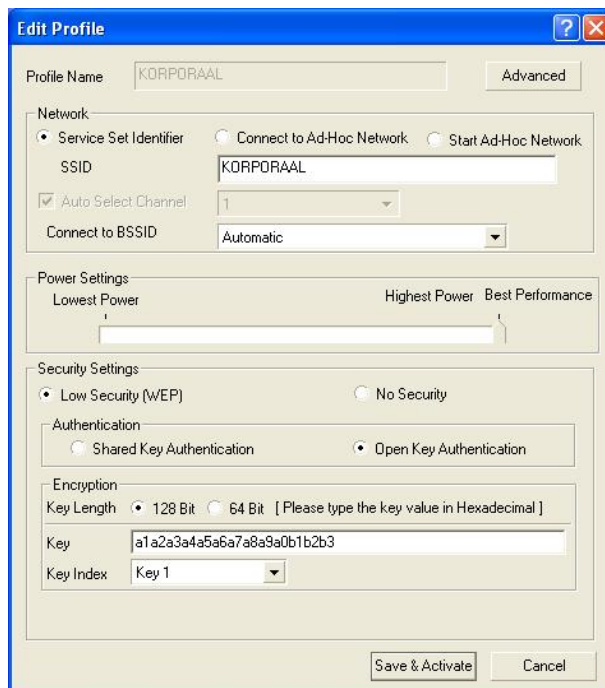 Edit Profile
Profile Name KORPORAAL Advanced
Network
Service Set Identifier Connect to Ad-Hoc Network Start Ad-Hoc Network
SSID KORPORAAL
Auto Select Channel 1
Connect to BSSID Automatic
Power Settings
Lowest Power Highest Power Best Performance
Security Settings
Low Security (WEP) No Security
Authentication
Shared Key Authentication Open Key Authentication
Encryption
Key Length 128 Bit 64 Bit [ Please type the key value in Hexadecimal ]
Key a1a2a3a4a5a6a7a8a9a0b1b2b3
Key Index Key 1
Save & Activate Cancel